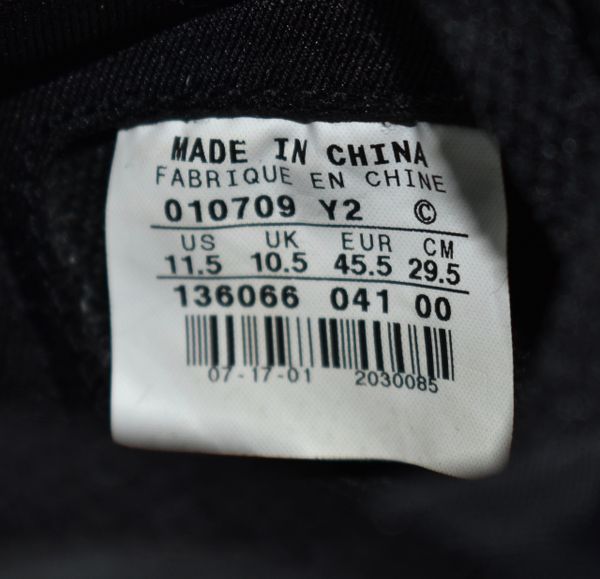 MADE IN CHINA
FABRIQUE EN CHINE
010709 Y2 ©
US UK EUR CM
11.5 10.5 45.5 29.5
136066 041 00
07-17-01 2030085